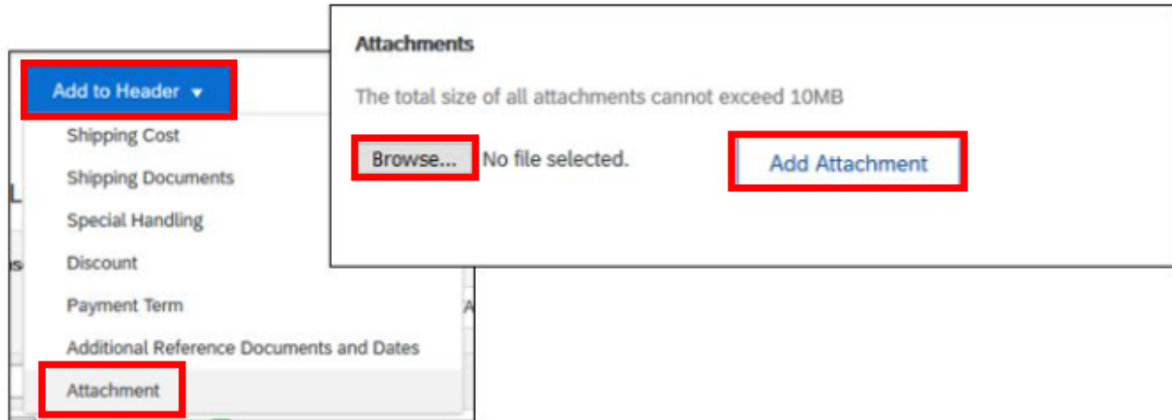 Add to Header
Shipping Cost
Shipping Documents
Special Handling
Discount
Payment Term
Additional Reference Documents and Dates
Attachment
Attachments
The total size of all attachments cannot exceed 10MB
Browse... No file selected.
Add Attachment